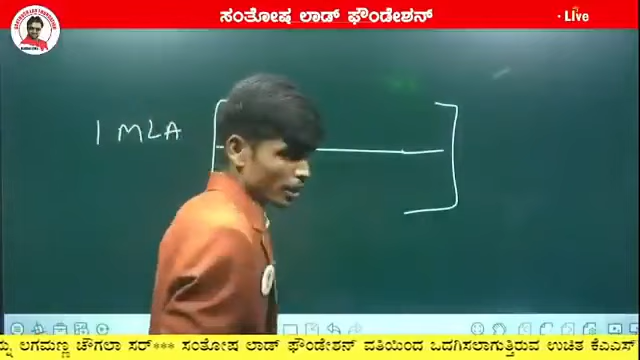 ಸಂತೋಷ ಲಾಡ್ ಫೌಂಡೇಶನ್
Live
1 MLA
ಲಗಮಣ್ಣ ಚೌಗಲಾ ಸರ್*** ಸಂತೋಷ ಲಾಡ್ ಫೌಂಡೇಶನ್ ವತಿಯಿಂದ ಒದಗಿಸಲಾಗುತ್ತಿರುವ ಉಚಿತ ಕೆಎಎಸ್